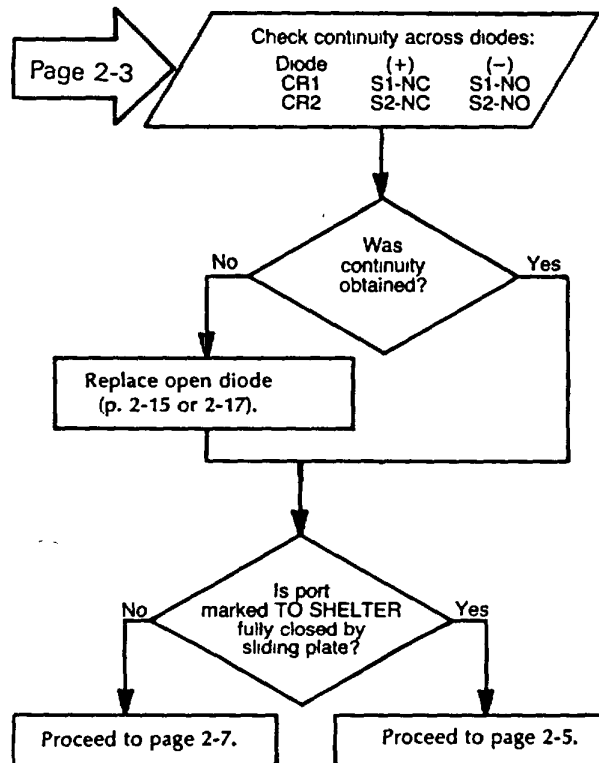 Page 2-3
Check continuity across diodes:
Diode (+) (−)
CR1 S1-NC S1-NO
CR2 S2-NC S2-NO
Was
continuity
obtained?
No
Yes
Replace open diode
(p. 2-15 or 2-17).
Is port
marked TO SHELTER
fully closed by
sliding plate?
No
Yes
Proceed to page 2-7.
Proceed to page 2-5.